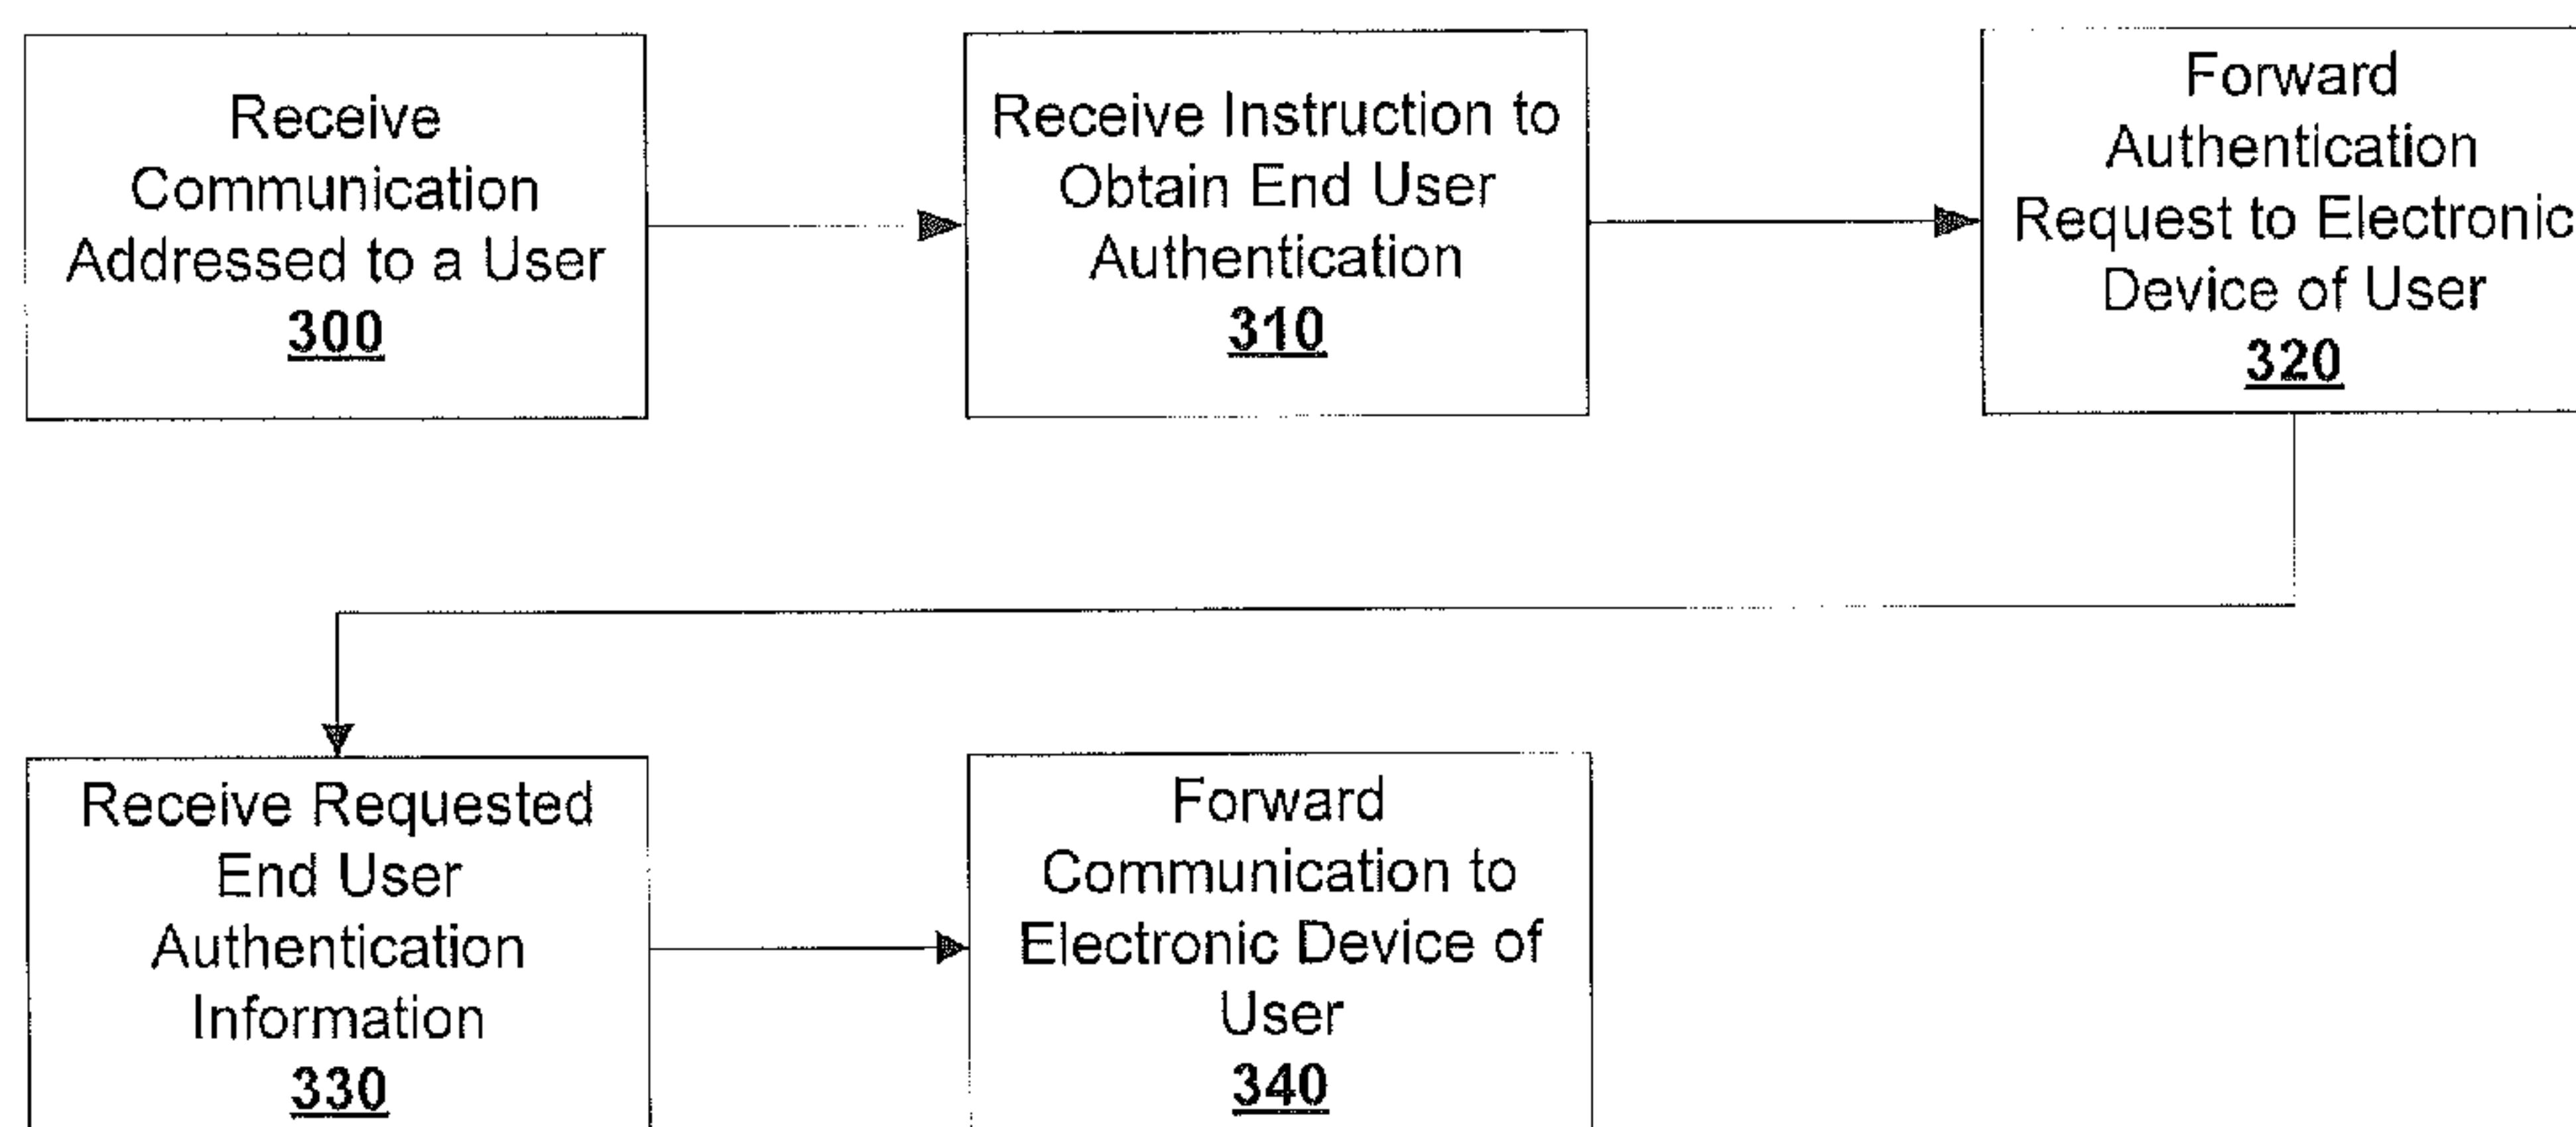 Receive
Communication
Addressed to a User
300
Receive Instruction to
Obtain End User
Authentication
310
Forward
Authentication
Request to Electronic
Device of User
320
Receive Requested
End User
Authentication
Information
330
Forward
Communication to
Electronic Device of
User
340